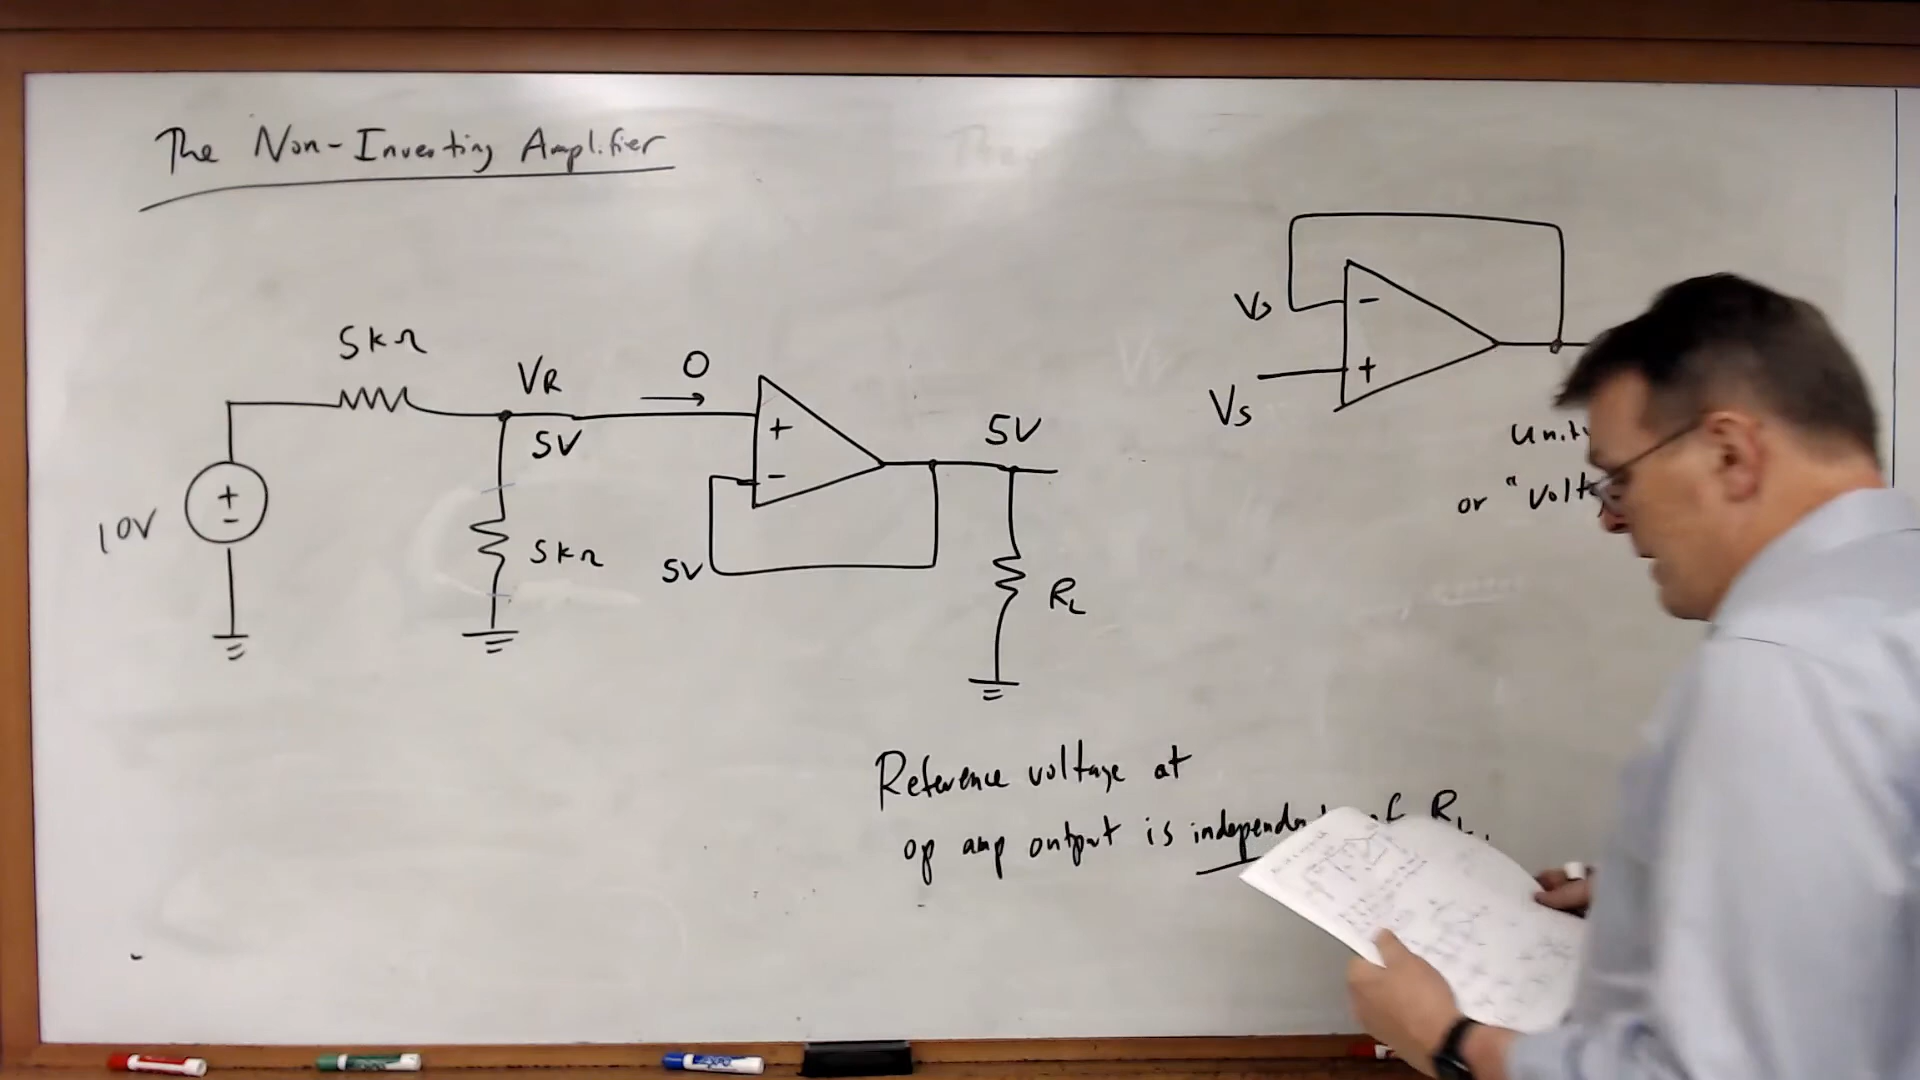 The Non-Inverting Amplifier
5kΩ
VR
0
5V
10V
+
-
5kΩ
+
-
5V
5V
RL
Vs
-
Vs
+
or "
Reference voltage at
op amp output is RL.